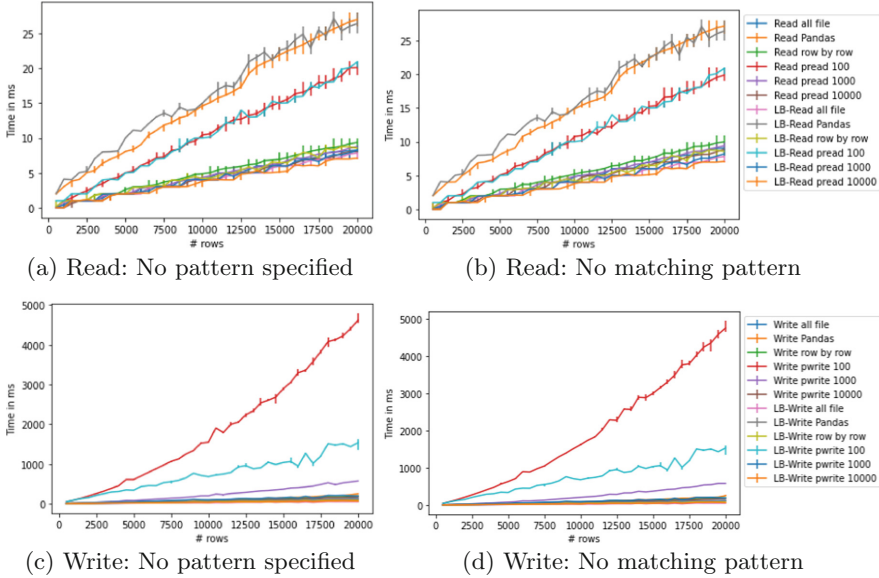 25
20
15
10
5
0
Time in ms
2500 5000 7500 10000 12500 15000 17500 20000
# rows
(a) Read: No pattern specified
25
20
15
10
5
0
Time in ms
2500 5000 7500 10000 12500 15000 17500 20000
# rows
(b) Read: No matching pattern
Read all file
Read Pandas
Read row by row
Read pread 100
Read pread 1000
Read pread 10000
LB-Read all file
LB-Read Pandas
LB-Read row by row
LB-Read pread 100
LB-Read pread 1000
LB-Read pread 10000
5000
4000
3000
2000
1000
0
Time in ms
0 2500 5000 7500 10000 12500 15000 17500 20000
# rows
(c) Write: No pattern specified
5000
4000
3000
2000
1000
0
Time in ms
0 2500 5000 7500 10000 12500 15000 17500 20000
# rows
(d) Write: No matching pattern
Write all file
Write Pandas
Write row by row
Write pwrite 100
Write pwrite 1000
Write pwrite 10000
LB-Write all file
LB-Write Pandas
LB-Write row by row
LB-Write pwrite 100
LB-Write pwrite 1000
LB-Write pwrite 10000